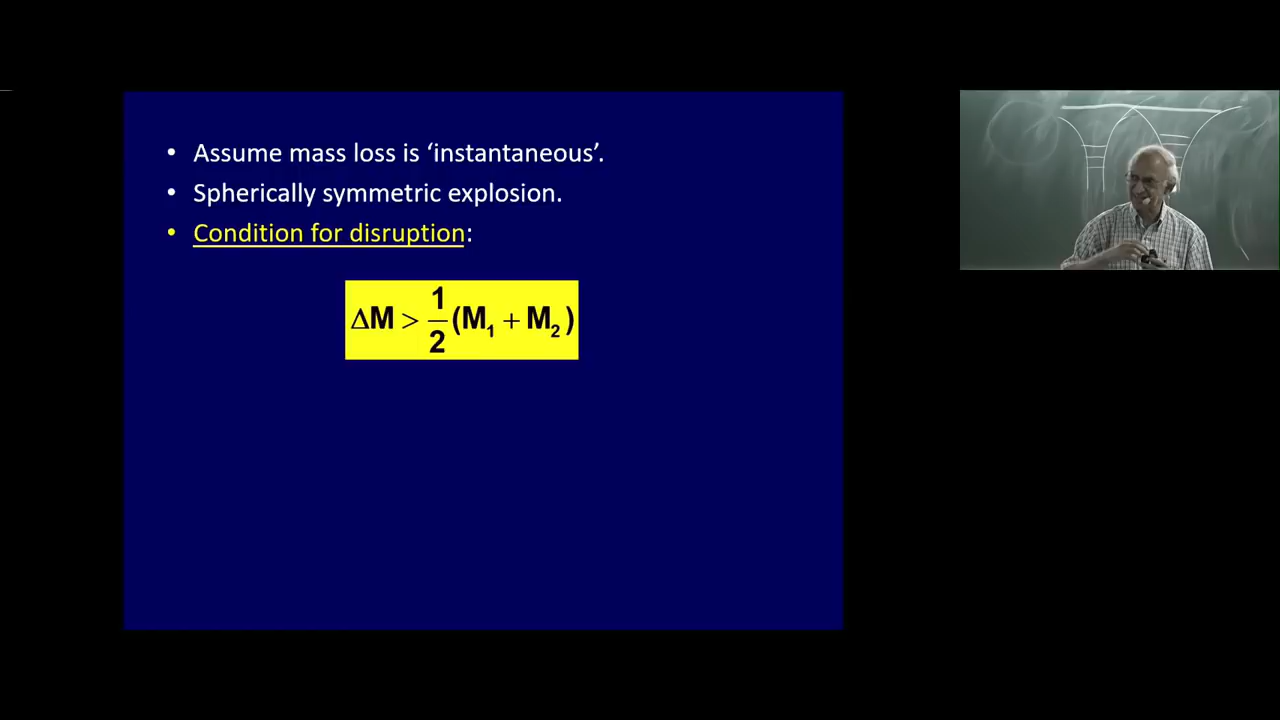 • Assume mass loss is ‘instantaneous’.
• Spherically symmetric explosion.
• Condition for disruption:
ΔM > 1/2 (M₁ + M₂)